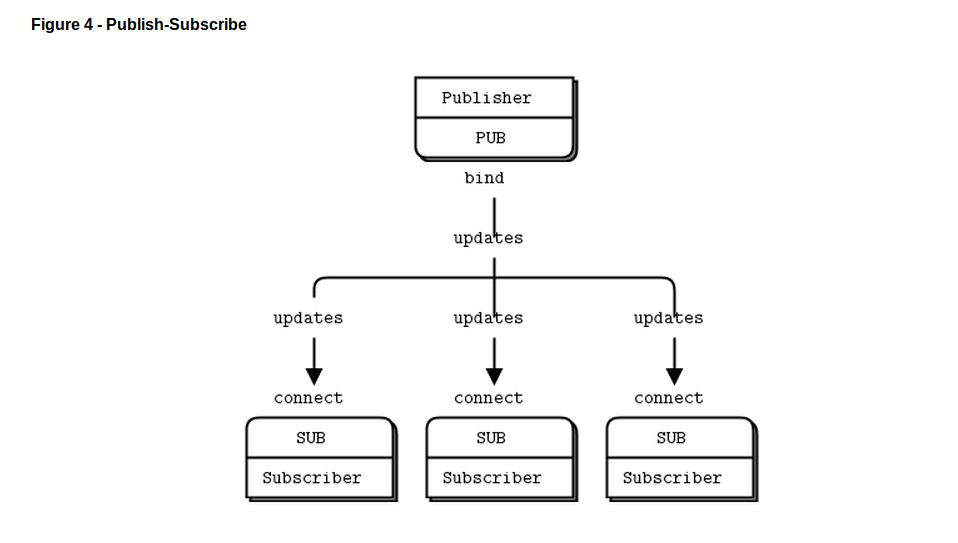 Figure 4 - Publish-Subscribe
Publisher
PUB
bind
updates
updates updates updates
connect connect connect
SUB SUB SUB
Subscriber Subscriber Subscriber